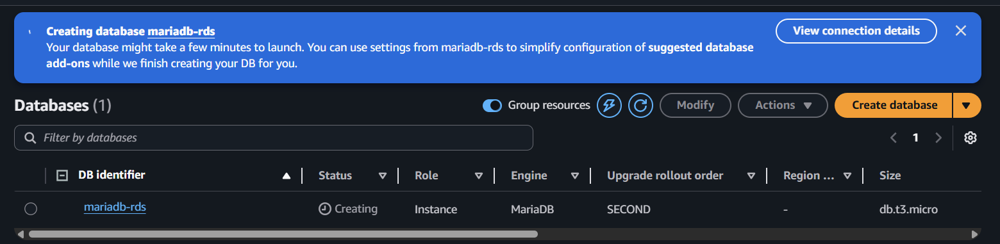 Creating database mariadb-rds
View connection details
Your database might take a few minutes to launch. You can use settings from mariadb-rds to simplify configuration of suggested database
add-ons while we finish creating your DB for you.
Databases (1)
Group resources
Modify
Actions
Create database
Filter by databases
1
DB identifier Status Role Engine Upgrade rollout order Region ... Size
mariadb-rds Creating Instance MariaDB SECOND - db.t3.micro